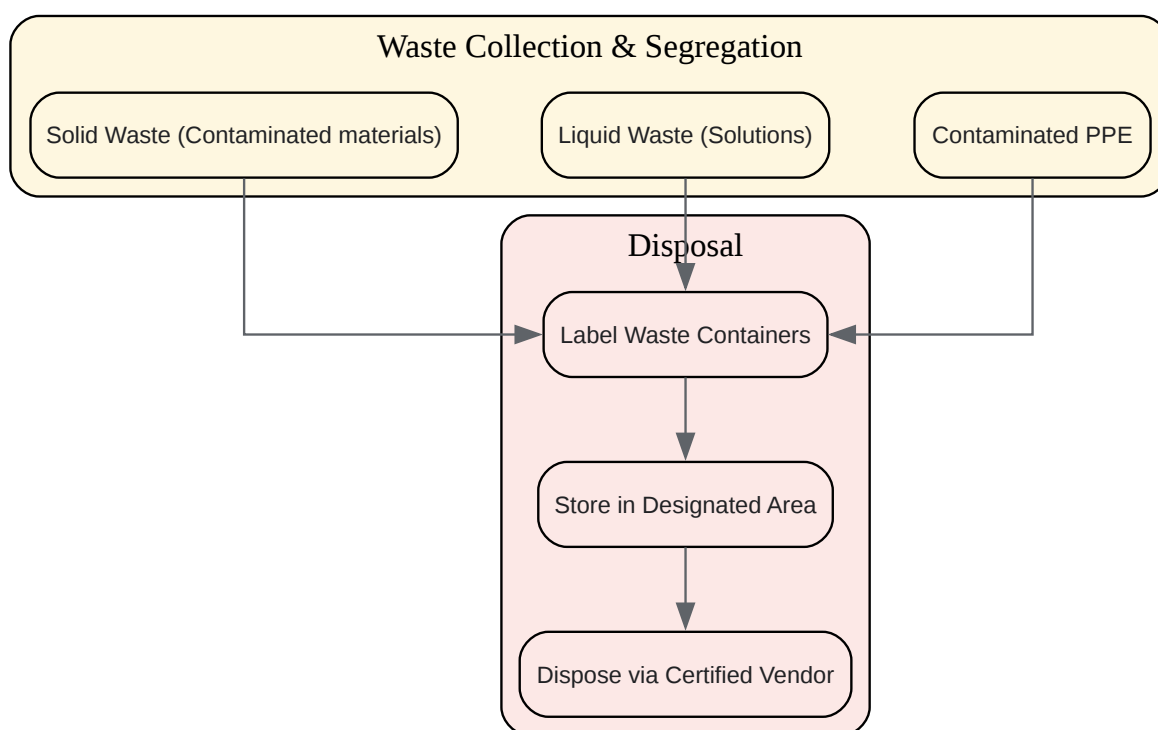 Waste Collection & Segregation
Solid Waste (Contaminated materials)
Liquid Waste (Solutions)
Contaminated PPE
Disposal
Label Waste Containers
Store in Designated Area
Dispose via Certified Vendor